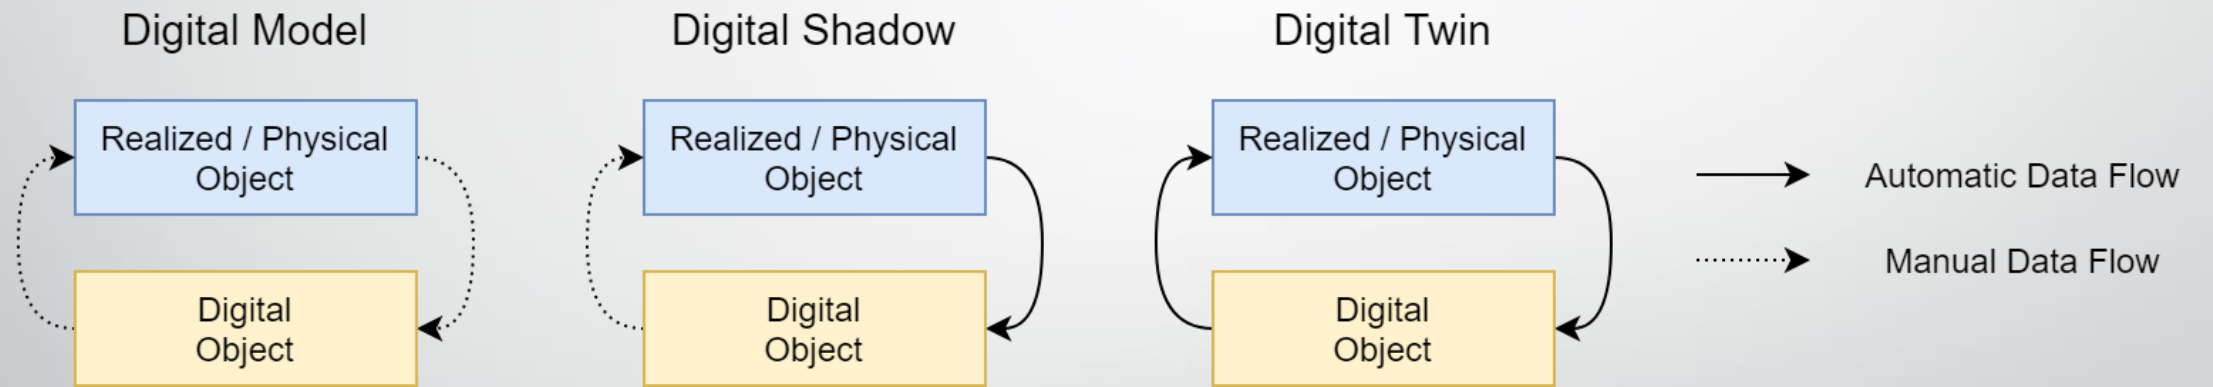 Digital Model
Digital Shadow
Digital Twin
Realized / Physical
Object
Realized / Physical
Object
Realized / Physical
Object
Automatic Data Flow
Manual Data Flow
Digital
Object
Digital
Object
Digital
Object